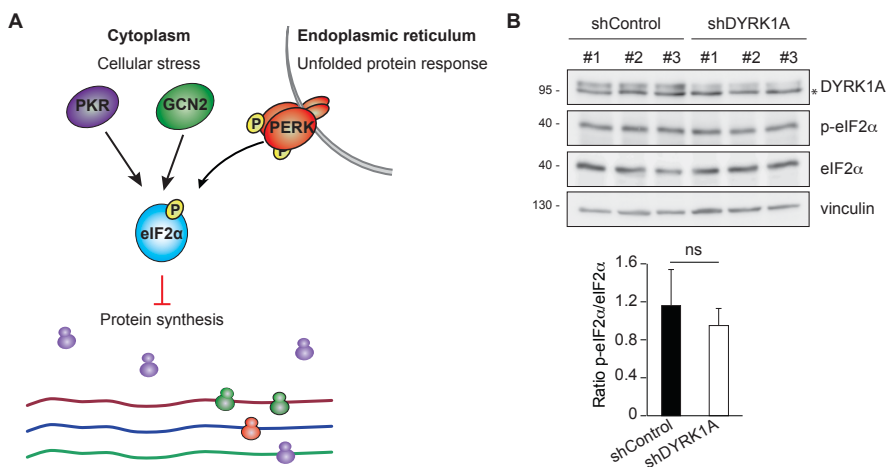 A
Cytoplasm
Cellular stress
Endoplasmic reticulum
Unfolded protein response
PKR
GCN2
P
PERK
P
P
eIF2α
Protein synthesis
B
shControl shDYRK1A
#1 #2 #3 #1 #2 #3
95 - DYRK1A
*
40 - p-eIF2α
40 - eIF2α
130 - vinculin
ns
Ratio p-eIF2α/eIF2α
1.6
1.2
0.8
0.4
0
shControl
shDYRK1A